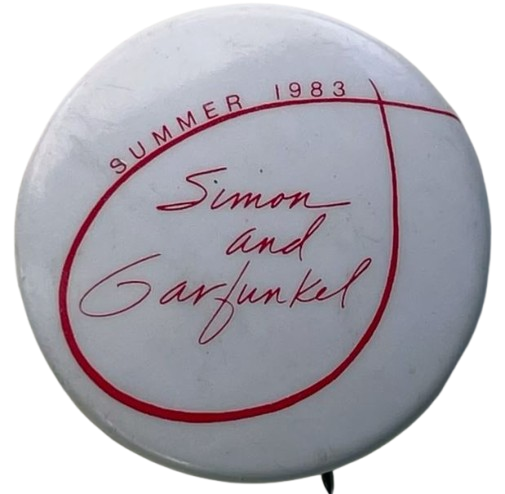 SUMMER 1983
Simon
and
Garfunkel